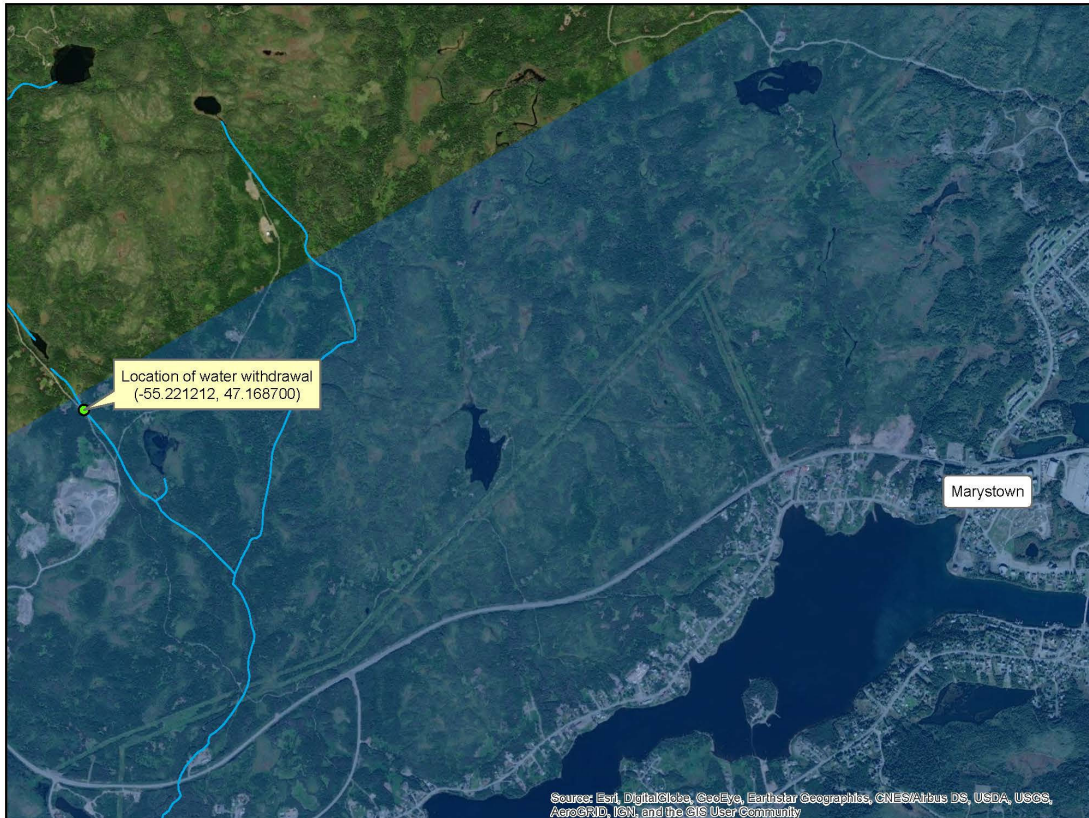 Location of water withdrawal
(-55.221212, 47.168700)
Marystown
Source: Esri, DigitalGlobe, GeoEye, Earthstar Geographics, CNES/Airbus DS, USDA, USGS,
AeroGRID, IGN, and the GIS User Community